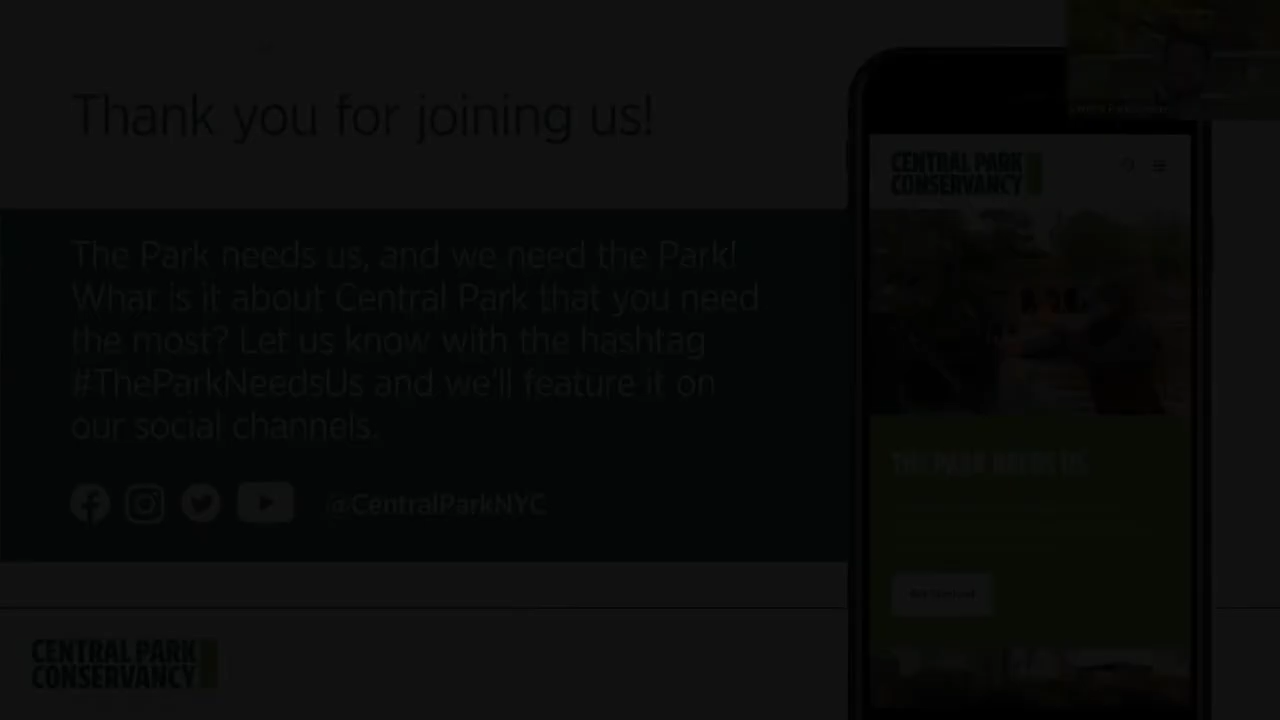 Thank you for joining us!
The Park needs us, and we need the Park!
What is it about Central Park that you need
the most? Let us know with the hashtag
#TheParkNeedsUs and we'll feature it on
our social channels.
@CentralParkNYC
CENTRAL PARK
CONSERVANCY
CENTRAL PARK
CONSERVANCY
THE PARK NEEDS US